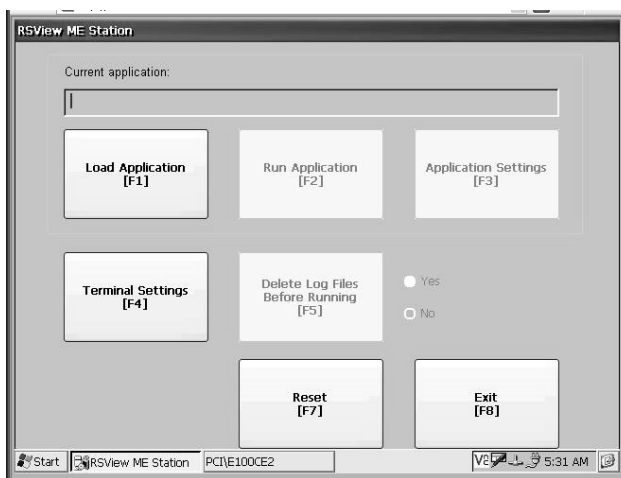 RSView ME Station
Current application:
Load Application
[F1]
Run Application
[F2]
Application Settings
[F3]
Terminal Settings
[F4]
Delete Log Files
Before Running
[F5]
Yes
No
Reset
[F7]
Exit
[F8]
Start
RSView ME Station
PCI\E100CE2
5:31 AM